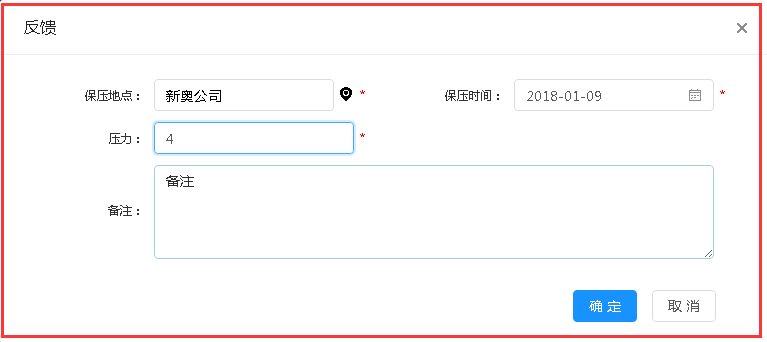 反馈
保压地点： 新奥公司 * 保压时间： 2018-01-09 *
压力： 4 *
备注： 备注
确 定 取 消